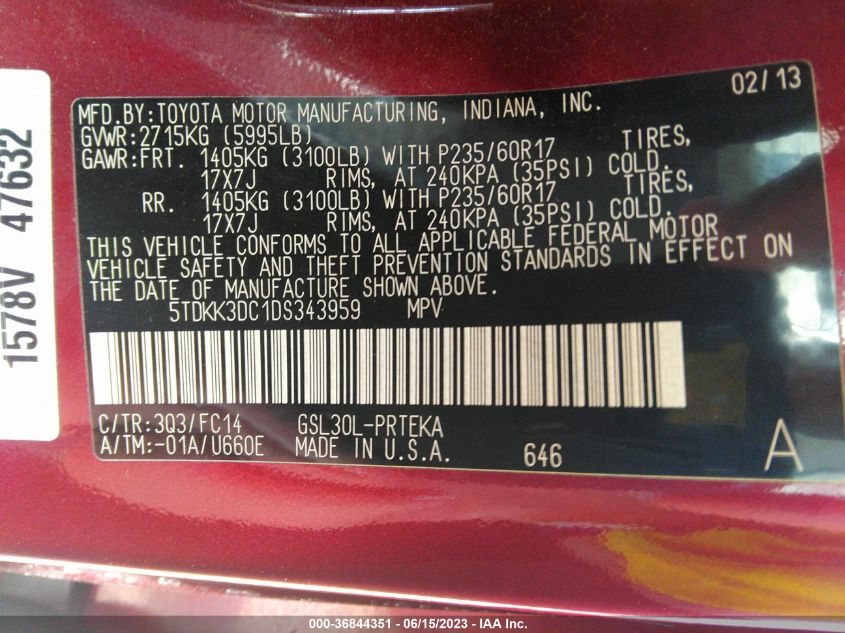 02/13
MFD.BY:TOYOTA MOTOR MANUFACTURING, INDIANA, INC.
GVWR:2715KG (5995LB)
GAWR:FRT. 1405KG (3100LB) WITH P235/60R17 TIRES,
17X7J RIMS, AT 240KPA (35PSI) COLD.
RR. 1405KG (3100LB) WITH P235/60R17 TIRES,
17X7J RIMS, AT 240KPA (35PSI) COLD.
THIS VEHICLE CONFORMS TO ALL APPLICABLE FEDERAL MOTOR
VEHICLE SAFETY AND THEFT PREVENTION STANDARDS IN EFFECT ON
THE DATE OF MANUFACTURE SHOWN ABOVE.
5TDKK3DC1DS343959 MPV
C/TR:3Q3/FC14 GSL30L-PRTEKA
A/TM:-01A/U660E MADE IN U.S.A. 646 A
1578V 47632
000-36844351 - 06/15/2023 - IAA Inc.